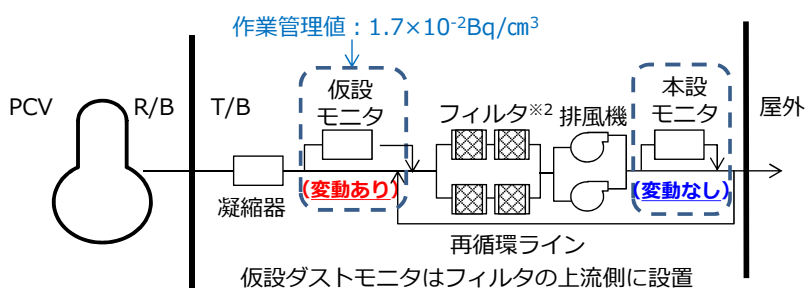 作業管理値：1.7×10⁻²Bq/cm³
PCV
R/B
T/B
仮設
モニタ
フィルタ※2
排風機
本設
モニタ
屋外
凝縮器
(変動あり)
(変動なし)
再循環ライン
仮設ダストモニタはフィルタの上流側に設置